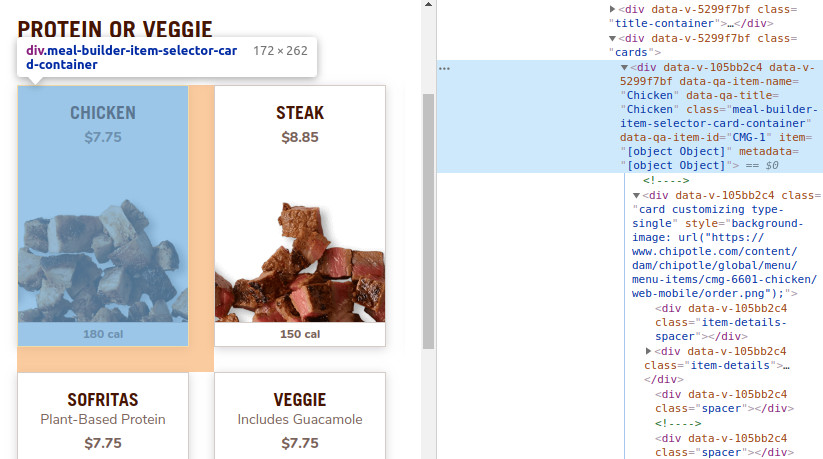 PROTEIN OR VEGGIE
div.meal-builder-item-selector-car
d-container
172 × 262
CHICKEN
$7.75
180 cal
STEAK
$8.85
150 cal
SOFRITAS
Plant-Based Protein
$7.75
VEGGIE
Includes Guacamole
$7.75
▶<div data-v-5299f7bf class=
"title-container">…</div>
▼<div data-v-5299f7bf class=
"cards">
…
▼<div data-v-105bb2c4 data-v-
5299f7bf data-qa-item-name=
"Chicken" data-qa-title=
"Chicken" class="meal-builder-
item-selector-card-container"
data-qa-item-id="CMG-1" item=
"[object Object]" metadata=
"[object Object]"> == $0
<!---->
▼<div data-v-105bb2c4 class=
"card customizing type-
single" style="background-
image: url("https://
www.chipotle.com/content/
dam/chipotle/global/menu/
menu-items/cmg-6601-chicken/
web-mobile/order.png");">
<div data-v-105bb2c4
class="item-details-
spacer"></div>
▶<div data-v-105bb2c4
class="item-details">…
</div>
<div data-v-105bb2c4
class="spacer"></div>
<!---->
<div data-v-105bb2c4
class="spacer"></div>